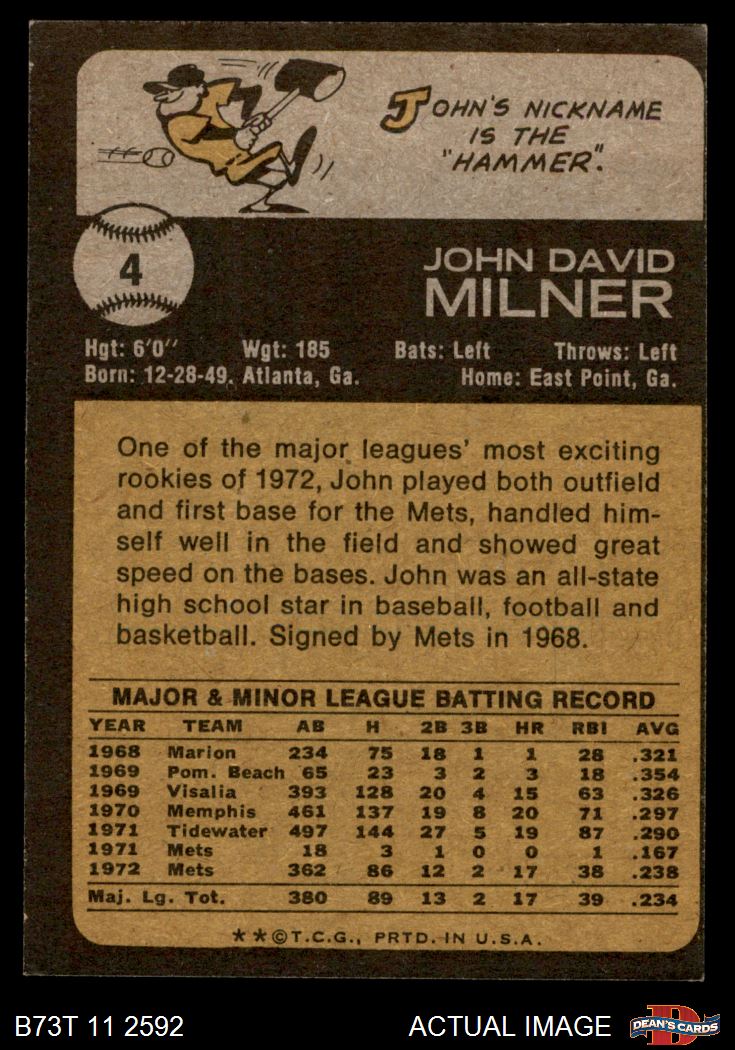 JOHN'S NICKNAME
IS THE
"HAMMER".
4
JOHN DAVID
MILNER
Hgt: 6'0" Wgt: 185 Bats: Left Throws: Left
Born: 12-28-49. Atlanta, Ga. Home: East Point, Ga.
One of the major leagues' most exciting
rookies of 1972, John played both outfield
and first base for the Mets, handled him-
self well in the field and showed great
speed on the bases. John was an all-state
high school star in baseball, football and
basketball. Signed by Mets in 1968.
MAJOR & MINOR LEAGUE BATTING RECORD
YEAR TEAM AB H 2B 3B HR RBI AVG
1968 Marion 234 75 18 1 1 28 .321
1969 Pom. Beach 65 23 3 2 3 18 .354
1969 Visalia 393 128 20 4 15 63 .326
1970 Memphis 461 137 19 8 20 71 .297
1971 Tidewater 497 144 27 5 19 87 .290
1971 Mets 18 3 1 0 0 1 .167
1972 Mets 362 86 12 2 17 38 .238
Maj. Lg. Tot. 380 89 13 2 17 39 .234
**©T.C.G., PRTD. IN U.S.A.
B73T 11 2592 ACTUAL IMAGE DEAN'S CARDS